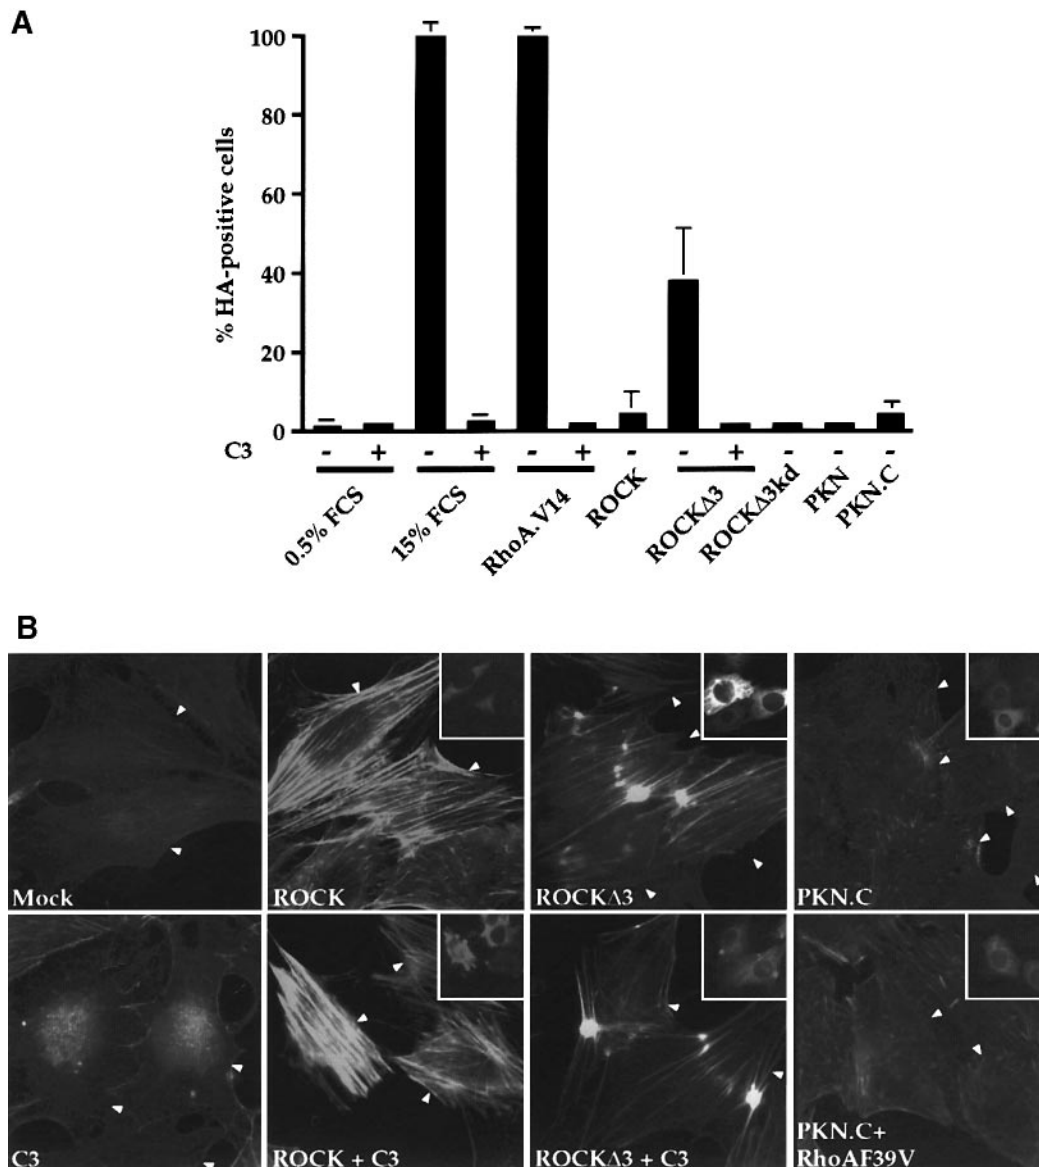 A
% HA-positive cells
100
80
60
40
20
0
C3 - + - + - + - - + - - -
0.5% FCS
15% FCS
RhoA.V14
ROCK
ROCKΔ3
ROCKΔ3kd
PKN
PKN.C
B
Mock
ROCK
ROCKΔ3
PKN.C
C3
ROCK + C3
ROCKΔ3 + C3
PKN.C+
RhoAF39V